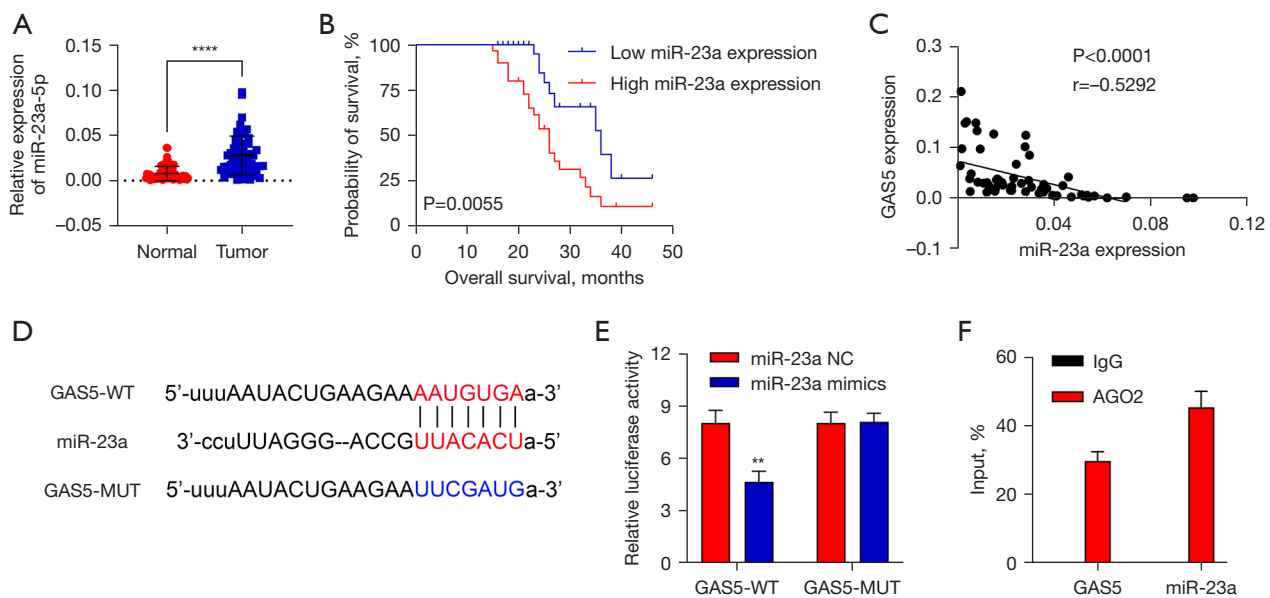 A
Relative expression
of miR-23a-5p
0.15
0.10
0.05
0.00
–0.05
****
Normal
Tumor
B
Probability of survival, %
100
75
50
25
0
Low miR-23a expression
High miR-23a expression
P=0.0055
0 10 20 30 40 50
Overall survival, months
C
GAS5 expression
0.3
0.2
0.1
0.0
–0.1
P<0.0001
r=–0.5292
0.04 0.08 0.12
miR-23a expression
D
GAS5-WT 5’-uuuAAUACUGAAGAAAAUGUGAa-3’
miR-23a 3’-ccuUUAGGG--ACCGUUACACUa-5’
GAS5-MUT 5’-uuuAAUACUGAAGAAUUCGAUGa-3’
E
Relative luciferase activity
12
9
6
3
0
miR-23a NC
miR-23a mimics
**
GAS5-WT GAS5-MUT
F
Input, %
60
40
20
0
IgG
AGO2
GAS5 miR-23a